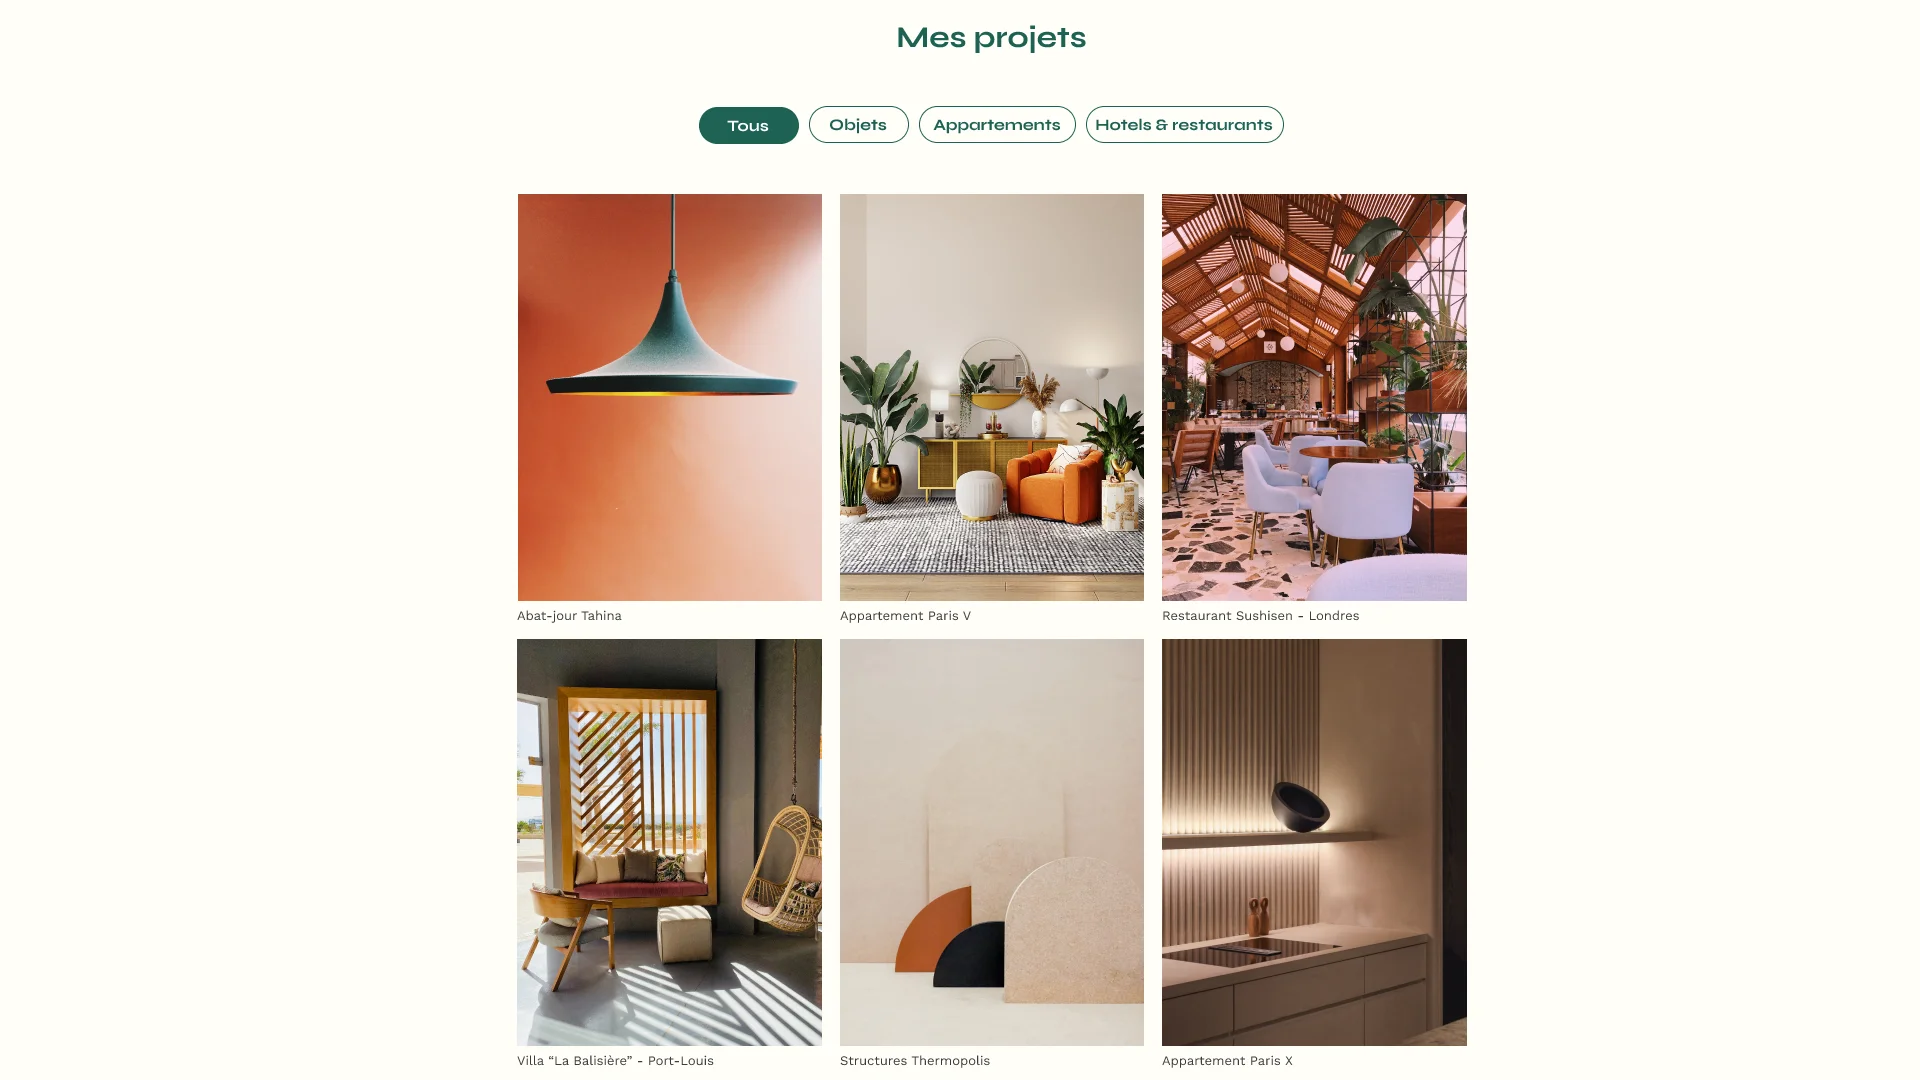 Mes projets
Tous
Objets
Appartements
Hotels & restaurants
Abat-jour Tahina
Appartement Paris V
Restaurant Sushisen - Londres
Villa “La Balisière” - Port-Louis
Structures Thermopolis
Appartement Paris X